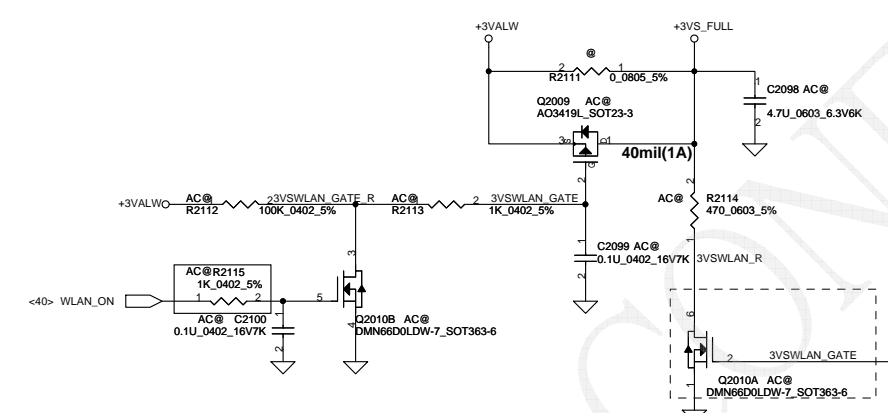 +3VALW
+3VS_FULL
@
2
1
R2111
0_0805_5%
1
C2098 AC@
Q2009 AC@
AO3419L_SOT23-3
4.7U_0603_6.3V6K
2
3
S
D
1
40mil(1A)
G
2
2
AC@
R2114
470_0603_5%
1
+3VALW
AC@
1
2
3VSWLAN_GATE_R
AC@
1
2
3VSWLAN_GATE
R2112
100K_0402_5%
R2113
1K_0402_5%
1
C2099 AC@
0.1U_0402_16V7K
2
3VSWLAN_R
3
AC@R2115
1K_0402_5%
<40> WLAN_ON
1
2
5
1
AC@ C2100
0.1U_0402_16V7K
2
4
Q2010B AC@
DMN66D0LDW-7_SOT363-6
6
2
3VSWLAN_GATE
1
Q2010A AC@
DMN66D0LDW-7_SOT363-6